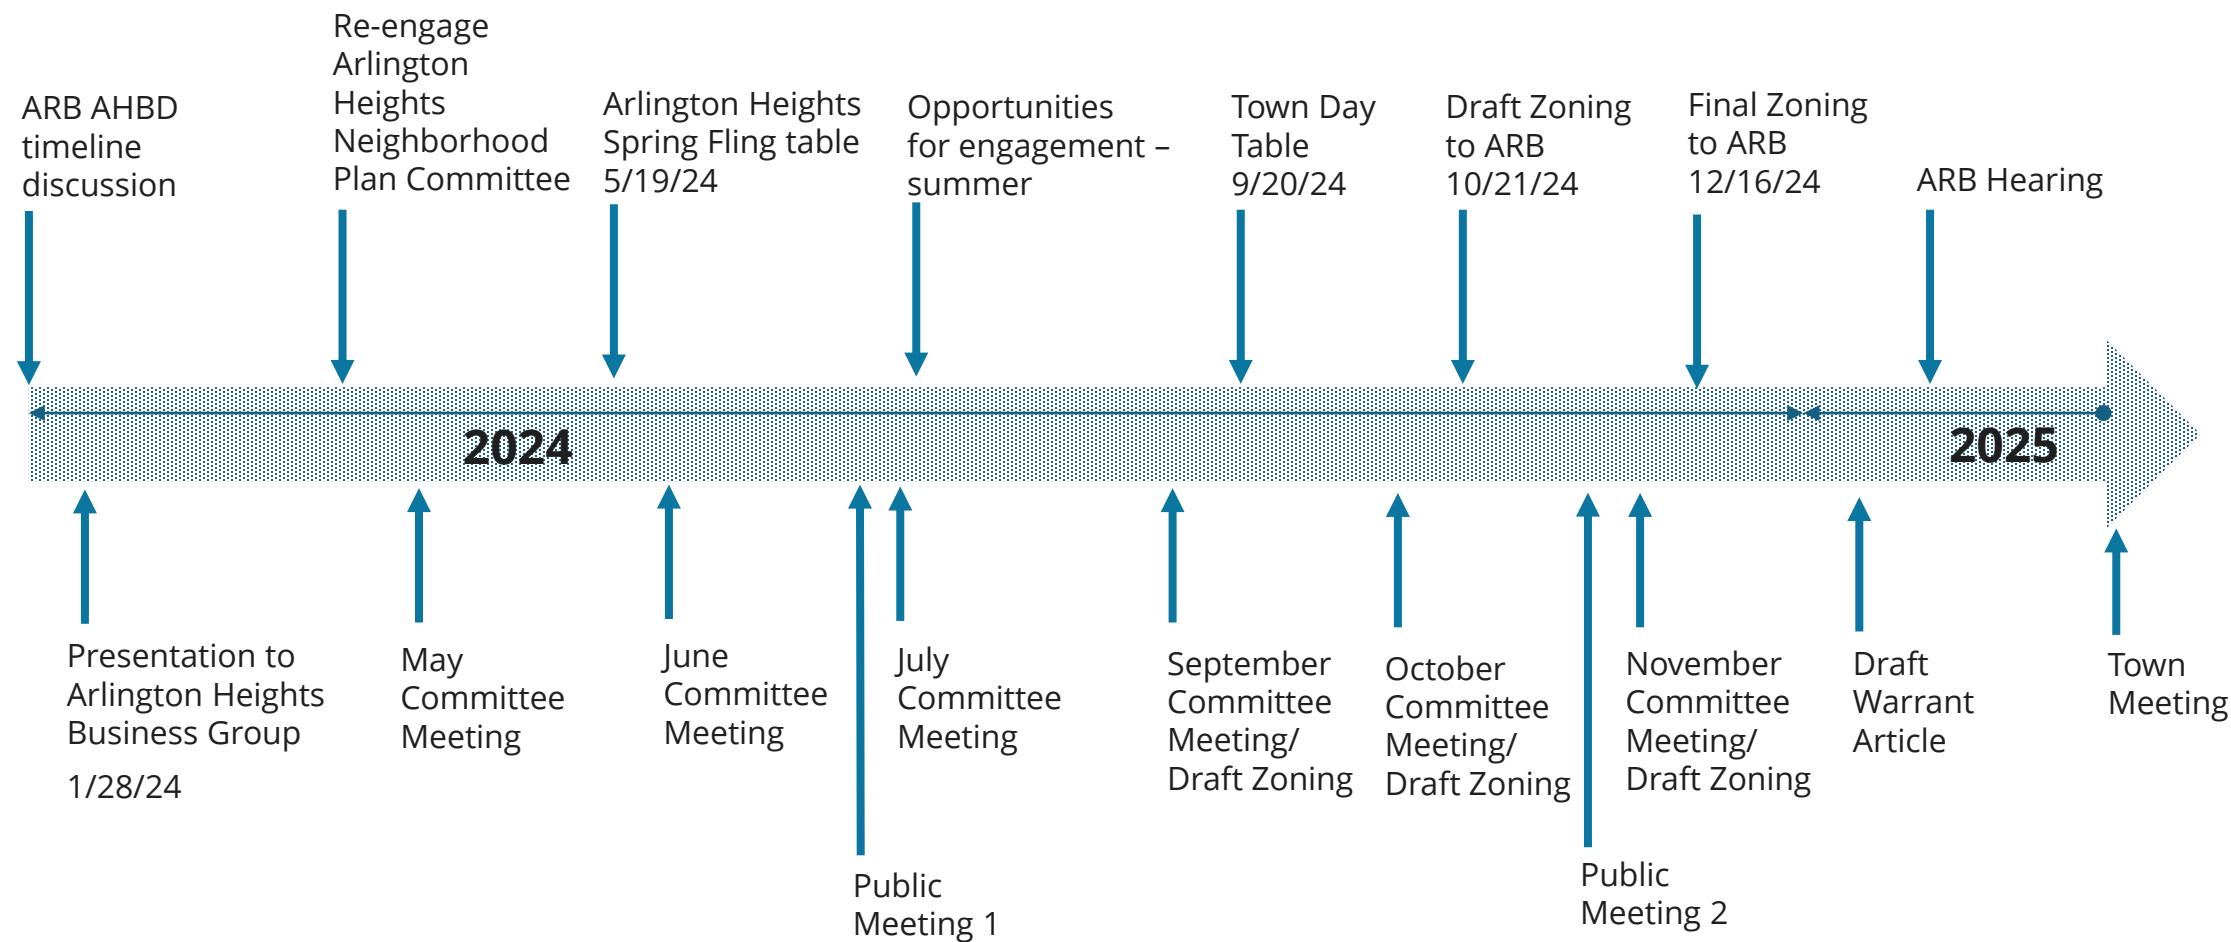 Re-engage
Arlington
Heights
Neighborhood
Plan Committee
ARB AHBD
timeline
discussion
Arlington Heights
Spring Fling table
5/19/24
Opportunities
for engagement –
summer
Town Day
Table
9/20/24
Draft Zoning
to ARB
10/21/24
Final Zoning
to ARB
12/16/24
ARB Hearing
2024
2025
Presentation to
Arlington Heights
Business Group
1/28/24
May
Committee
Meeting
June
Committee
Meeting
Public
Meeting 1
July
Committee
Meeting
September
Committee
Meeting/
Draft Zoning
October
Committee
Meeting/
Draft Zoning
Public
Meeting 2
November
Committee
Meeting/
Draft Zoning
Draft
Warrant
Article
Town
Meeting